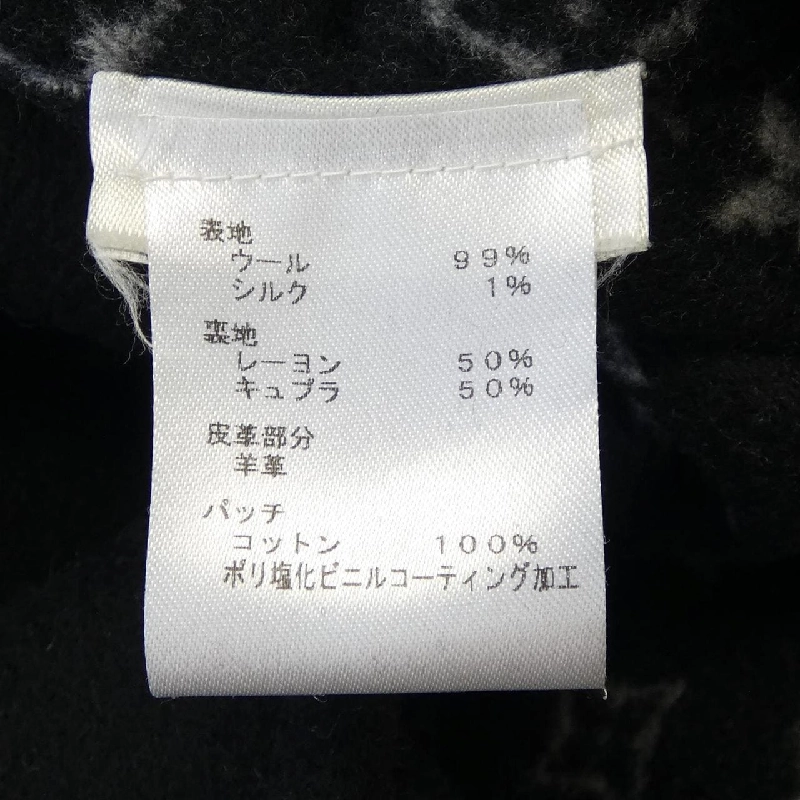 表地
ウール 99%
シルク 1%
裏地
レーヨン 50%
キュプラ 50%
皮革部分
羊革
パッチ
コットン 100%
ポリ塩化ビニルコーティング加工